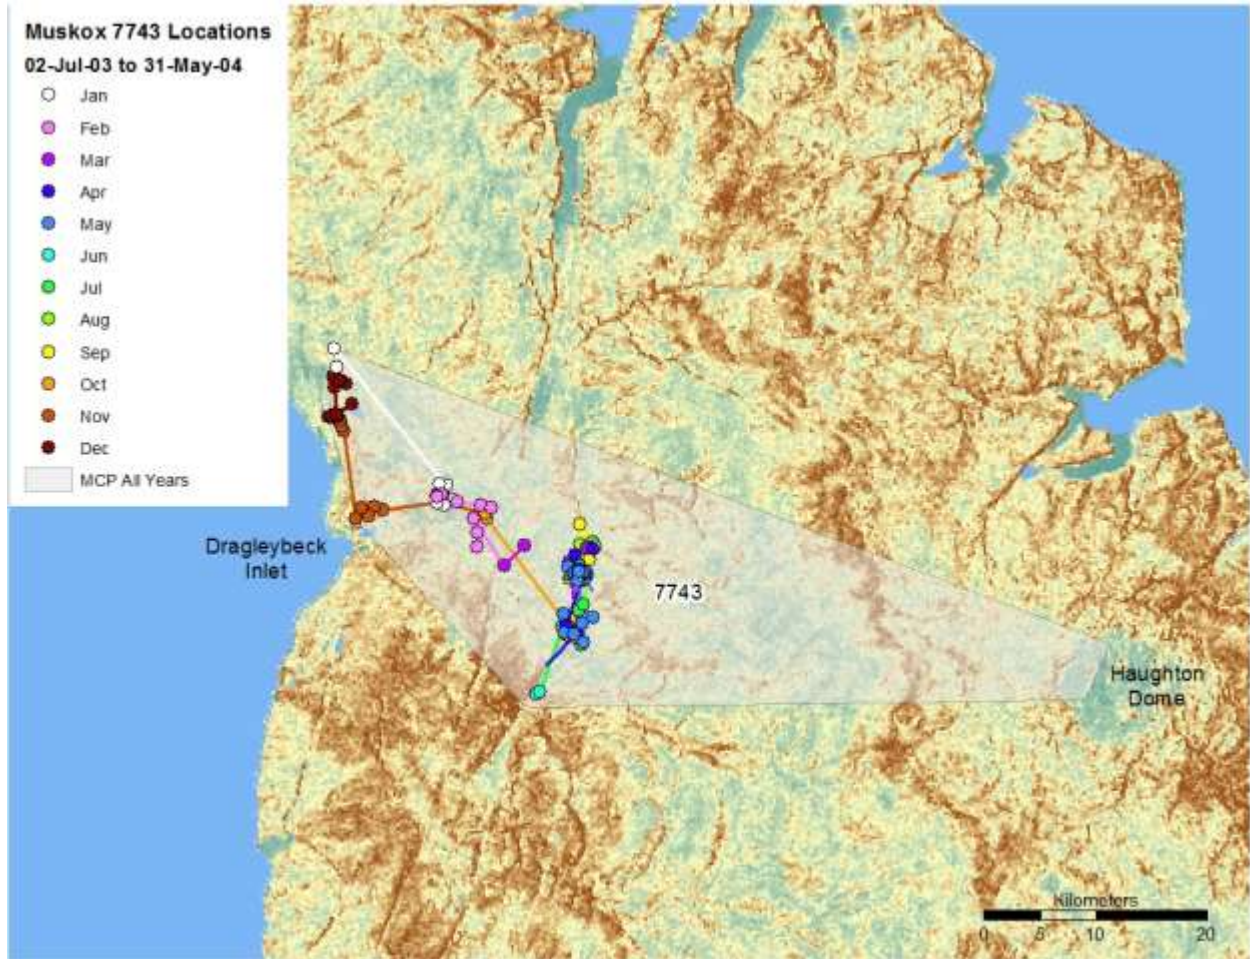 Muskox 7743 Locations
02-Jul-03 to 31-May-04
Jan
Feb
Mar
Apr
May
Jun
Jul
Aug
Sep
Oct
Nov
Dec
MCP All Years
Dragleybeck
Inlet
7743
Haughton
Dome
Kilometers
0 5 10 20